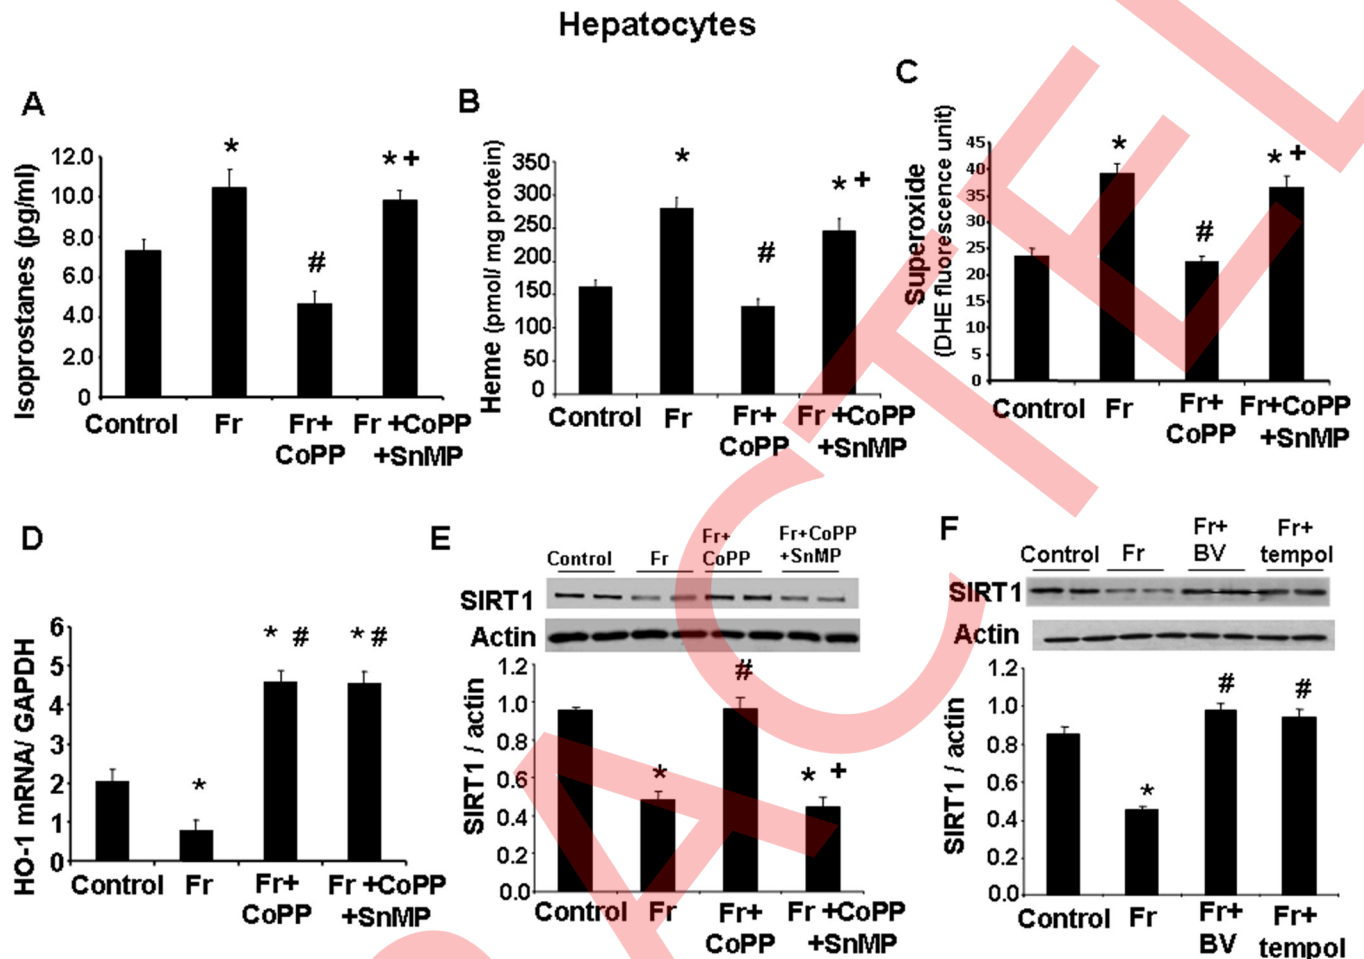 Hepatocytes
A
Isoprostanes (pg/ml)
12.0
10.0
8.0
6.0
4.0
2.0
0
*
#
*+
Control Fr Fr+ Fr +CoPP
CoPP +SnMP
B
Heme (pmol/ mg protein)
350
300
250
200
150
100
50
0
*
#
* +
Control Fr Fr+ Fr +CoPP
CoPP +SnMP
C
Superoxide
(DHE fluorescence unit)
45
40
35
30
25
20
15
10
5
0
*
#
*+
Control Fr Fr+ Fr+CoPP
CoPP +SnMP
D
HO-1 mRNA/ GAPDH
6
5
4
3
2
1
0
*
* #
* #
Control Fr Fr+ Fr +CoPP
CoPP +SnMP
E
Control Fr Fr+ Fr+CoPP
CoPP +SnMP
SIRT1
Actin
SIRT1 / actin
1.2
1.0
0.8
0.6
0.4
0.2
0.0
*
#
* +
Control Fr Fr+ Fr +CoPP
CoPP +SnMP
F
Control Fr Fr+ Fr+
BV tempol
SIRT1
Actin
SIRT1 / actin
1.2
1.0
0.8
0.6
0.4
0.2
0.0
*
#
#
Control Fr Fr+ Fr+
BV tempol